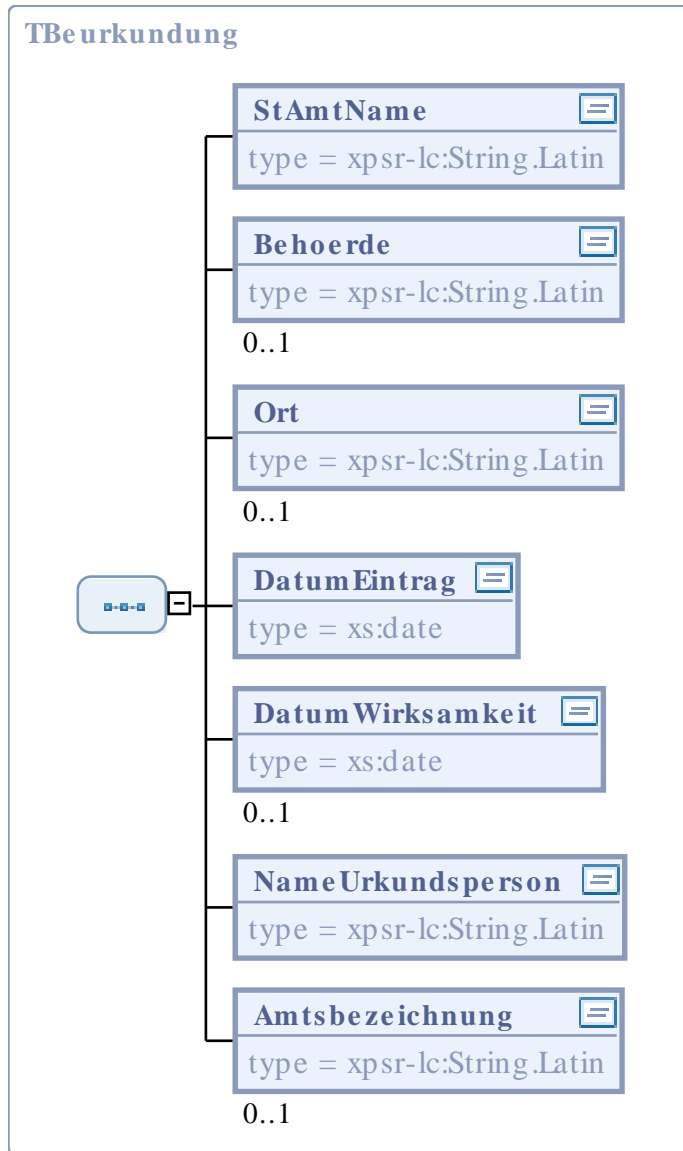 TBeurkundung
StAmtName
type = xpsr-lc:String.Latin
Behoerde
type = xpsr-lc:String.Latin
0..1
Ort
type = xpsr-lc:String.Latin
0..1
DatumEintrag
type = xs:date
DatumWirksamkeit
type = xs:date
0..1
NameUrkundsperson
type = xpsr-lc:String.Latin
Amtsbezeichnung
type = xpsr-lc:String.Latin
0..1